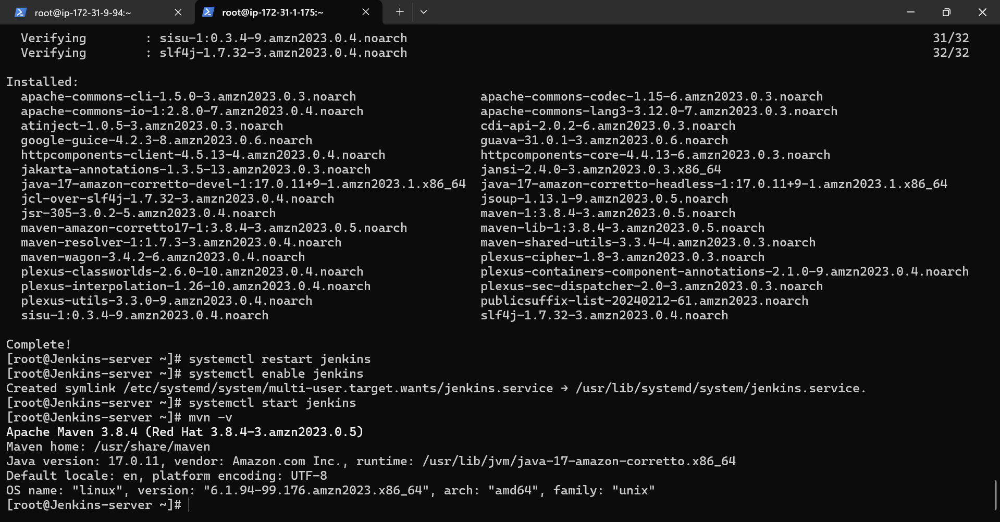 root@ip-172-31-9-94:~ root@ip-172-31-1-175:~
Verifying : sisu-1:0.3.4-9.amzn2023.0.4.noarch 31/32
Verifying : slf4j-1.7.32-3.amzn2023.0.4.noarch 32/32
Installed:
apache-commons-cli-1.5.0-3.amzn2023.0.3.noarch apache-commons-codec-1.15-6.amzn2023.0.3.noarch
apache-commons-io-1:2.8.0-7.amzn2023.0.4.noarch apache-commons-lang3-3.12.0-7.amzn2023.0.3.noarch
atinject-1.0.5-3.amzn2023.0.3.noarch cdi-api-2.0.2-6.amzn2023.0.3.noarch
google-guice-4.2.3-8.amzn2023.0.6.noarch guava-31.0.1-3.amzn2023.0.6.noarch
httpcomponents-client-4.5.13-4.amzn2023.0.4.noarch httpcomponents-core-4.4.13-6.amzn2023.0.3.noarch
jakarta-annotations-1.3.5-13.amzn2023.0.3.noarch jansi-2.4.0-3.amzn2023.0.3.x86_64
java-17-amazon-corretto-devel-1:17.0.11+9-1.amzn2023.1.x86_64 java-17-amazon-corretto-headless-1:17.0.11+9-1.amzn2023.1.x86_64
jcl-over-slf4j-1.7.32-3.amzn2023.0.4.noarch jsoup-1.13.1-9.amzn2023.0.5.noarch
jsr-305-3.0.2-5.amzn2023.0.4.noarch maven-1:3.8.4-3.amzn2023.0.5.noarch
maven-amazon-corretto17-1:3.8.4-3.amzn2023.0.5.noarch maven-lib-1:3.8.4-3.amzn2023.0.5.noarch
maven-resolver-1:1.7.3-3.amzn2023.0.4.noarch maven-shared-utils-3.3.4-4.amzn2023.0.3.noarch
maven-wagon-3.4.2-6.amzn2023.0.4.noarch plexus-cipher-1.8-3.amzn2023.0.3.noarch
plexus-classworlds-2.6.0-10.amzn2023.0.4.noarch plexus-containers-component-annotations-2.1.0-9.amzn2023.0.4.noarch
plexus-interpolation-1.26-10.amzn2023.0.4.noarch plexus-sec-dispatcher-2.0-3.amzn2023.0.3.noarch
plexus-utils-3.3.0-9.amzn2023.0.4.noarch publicsuffix-list-20240212-61.amzn2023.noarch
sisu-1:0.3.4-9.amzn2023.0.4.noarch slf4j-1.7.32-3.amzn2023.0.4.noarch
Complete!
[root@Jenkins-server ~]# systemctl restart jenkins
[root@Jenkins-server ~]# systemctl enable jenkins
Created symlink /etc/systemd/system/multi-user.target.wants/jenkins.service → /usr/lib/systemd/system/jenkins.service.
[root@Jenkins-server ~]# systemctl start jenkins
[root@Jenkins-server ~]# mvn -v
Apache Maven 3.8.4 (Red Hat 3.8.4-3.amzn2023.0.5)
Maven home: /usr/share/maven
Java version: 17.0.11, vendor: Amazon.com Inc., runtime: /usr/lib/jvm/java-17-amazon-corretto.x86_64
Default locale: en, platform encoding: UTF-8
OS name: "linux", version: "6.1.94-99.176.amzn2023.x86_64", arch: "amd64", family: "unix"
[root@Jenkins-server ~]#